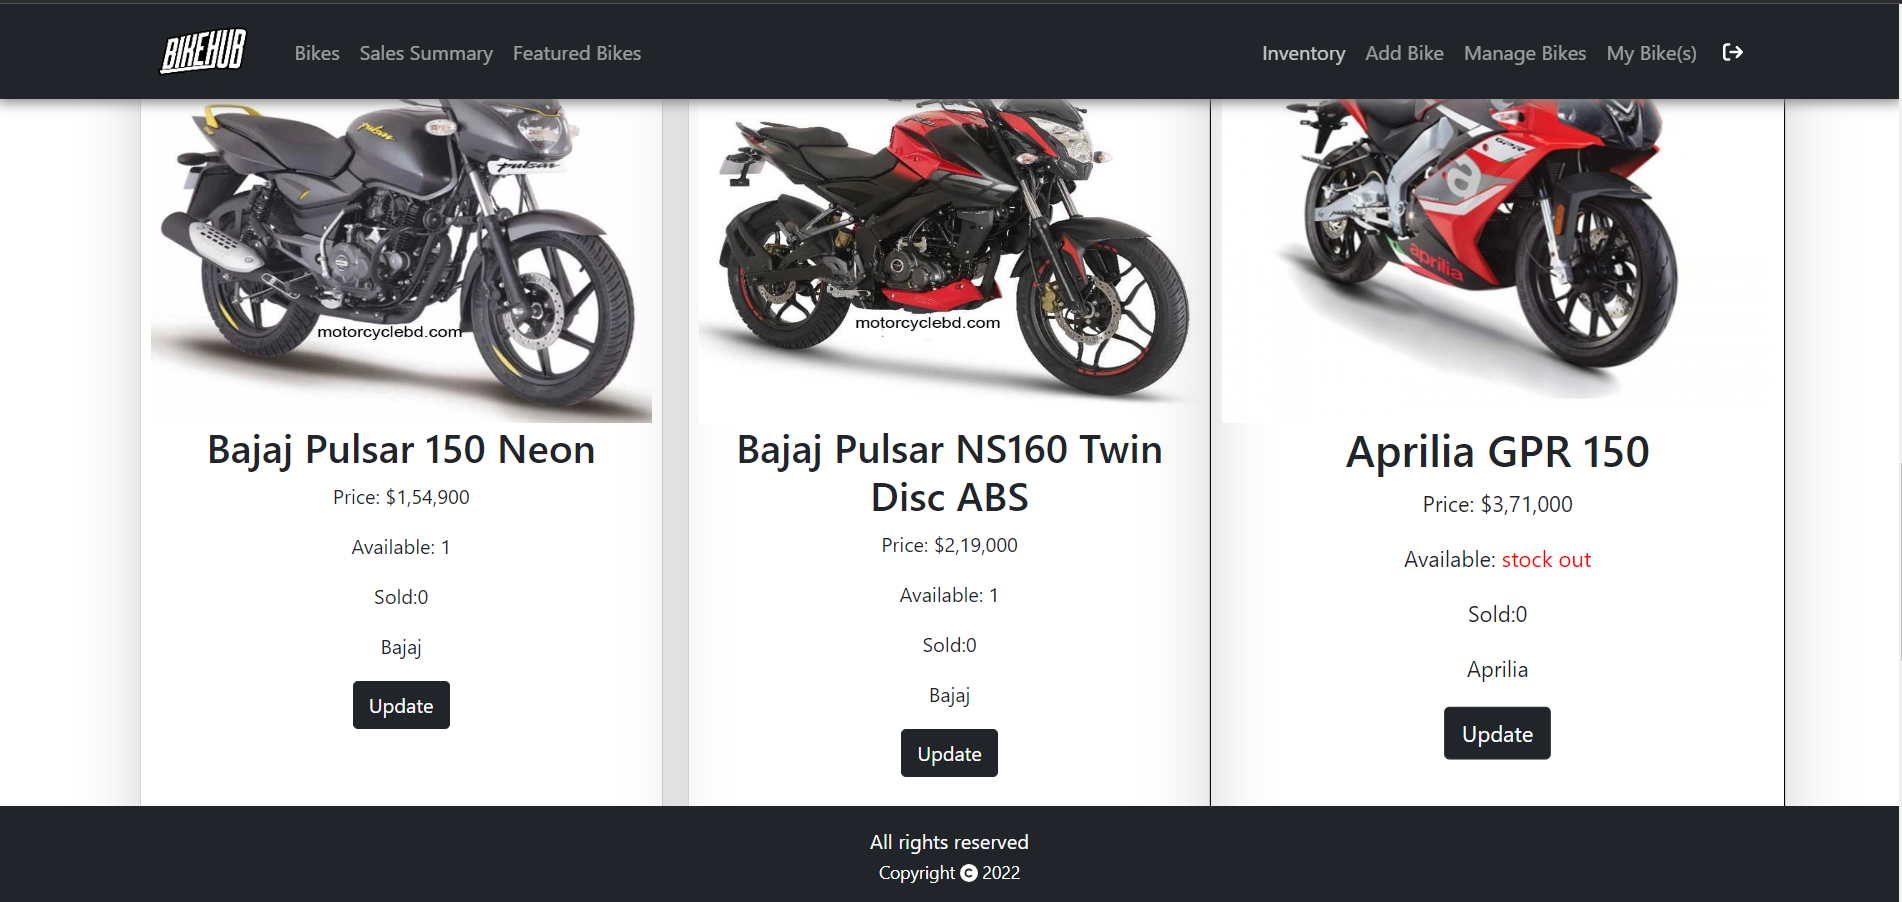 BIKEHUB
Bikes Sales Summary Featured Bikes
Inventory Add Bike Manage Bikes My Bike(s)
pulsar
pulsar
motorcyclebd.com
motorcyclebd.com
GPR
a
aprilia
Bajaj Pulsar 150 Neon
Price: $1,54,900
Available: 1
Sold:0
Bajaj
Update
Bajaj Pulsar NS160 Twin
Disc ABS
Price: $2,19,000
Available: 1
Sold:0
Bajaj
Update
Aprilia GPR 150
Price: $3,71,000
Available: stock out
Sold:0
Aprilia
Update
All rights reserved
Copyright © 2022